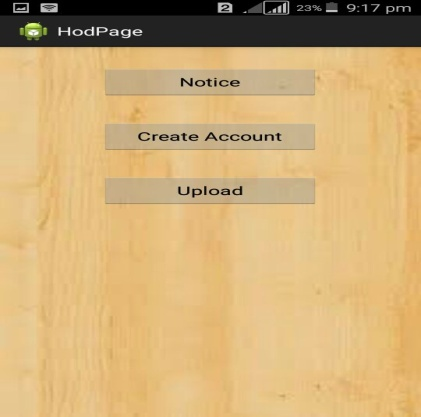 2 23% 9:17 pm
HodPage
Notice
Create Account
Upload